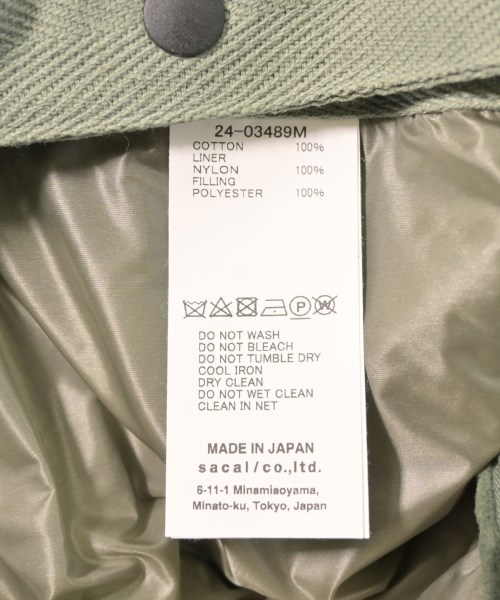 24-03489M
COTTON 100%
LINER
NYLON 100%
FILLING
POLYESTER 100%
P W
DO NOT WASH
DO NOT BLEACH
DO NOT TUMBLE DRY
COOL IRON
DRY CLEAN
DO NOT WET CLEAN
CLEAN IN NET
MADE IN JAPAN
sacai/co.,ltd.
6-11-1 Minamiaoyama,
Minato-ku, Tokyo, Japan